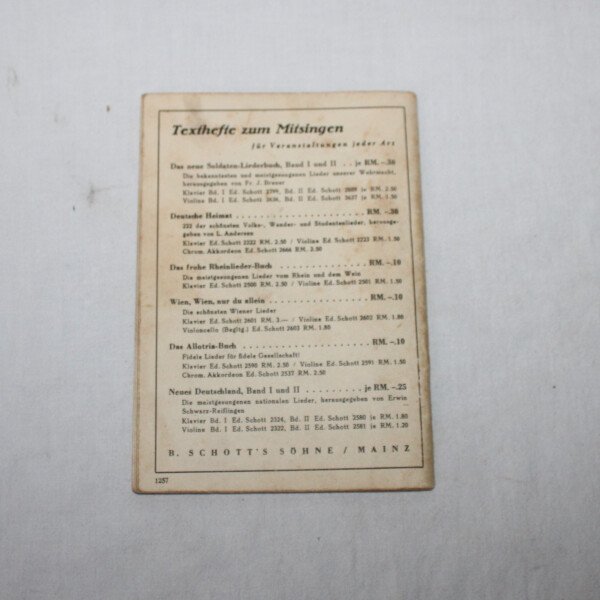 Texthefte zum Mitsingen
für Veranstaltungen jeder Art
Das neue Soldaten-Liederbuch, Band I und II . . je RM. –.30
Die bekanntesten und meistgesungenen Lieder unserer Wehrmacht,
herausgegeben von Fr. J. Breuer
Klavier Bd. I Ed. Schott 2799, Bd. II Ed. Schott je RM. 2.50
Violine Bd. I Ed. Schott 3636, Bd. II Ed. Schott 3637 je RM. 1.50
Deutsche Heimat . . . . . . . . . . . . . . . . . . . . RM. –.30
222 der schönsten Volks-, Wander- und Studentenlieder, herausge-
geben von L. Andersen
Klavier Ed. Schott 2222 RM. 2.50 / Violine Ed. Schott 2223 RM. 1.50
Chrom. Akkordeon Ed. Schott 2666 RM. 2.50
Das frohe Rheinlieder-Buch . . . . . . . . . . . . . RM. –.10
Die meistgesungenen Lieder vom Rhein und dem Wein
Klavier Ed. Schott 2500 RM. 2.50 / Violine Ed. Schott 2501 RM. 1.50
Wien, Wien, nur du allein . . . . . . . . . . . . . . . RM. –.10
Die schönsten Wiener Lieder
Klavier Ed. Schott 2601 RM. 3.— / Violine Ed. Schott 2602 RM. 1.80
Violoncello (Begltg.) Ed. Schott 2603 RM. 1.80
Das Allotria-Buch . . . . . . . . . . . . . . . . . . . RM. –.10
Fidele Lieder für fidele Gesellschaft!
Klavier Ed. Schott 2590 RM. 2.50 / Violine Ed. Schott 2591 RM. 1.50
Chrom. Akkordeon Ed. Schott 2537 RM. 2.50
Neues Deutschland, Band I und II . . . . . . . . . je RM. –.25
Die meistgesungenen nationalen Lieder, herausgegeben von Erwin
Schwarz-Reiflingen
Klavier Bd. I Ed. Schott 2324, Bd. II Ed. Schott 2580 je RM. 1.80
Violine Bd. I Ed. Schott 2322, Bd. II Ed. Schott 2581 je RM. 1.20
B. SCHOTT'S SÖHNE / MAINZ
1257